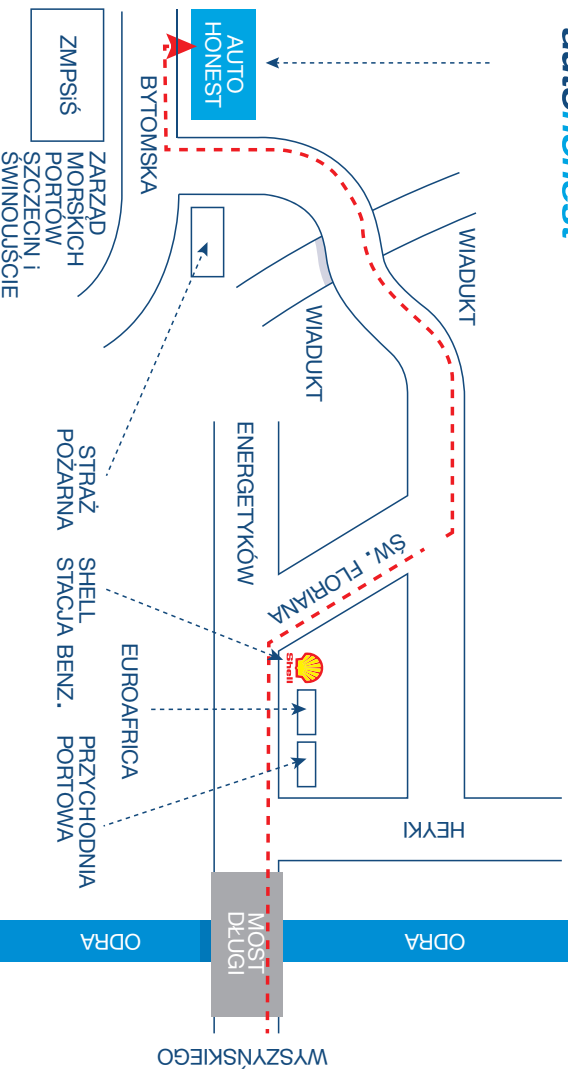 autohonest
AUTO
HONEST
ZMPSiŚ
BYTOMSKA
ZARZĄD
MORSKICH
PORTÓW
SZCZECIN i
ŚWINOUJŚCIE
WIADUKT
WIADUKT
STRAŻ
POŻARNA
ENERGETYKÓW
ŚW. FLORIANA
SHELL
STACJA BENZ.
Shell
EUROAFRICA
PRZYCHODNIA
PORTOWA
HEYKI
ODRA
MOST
DŁUGI
ODRA
WYSZYŃSKIEGO